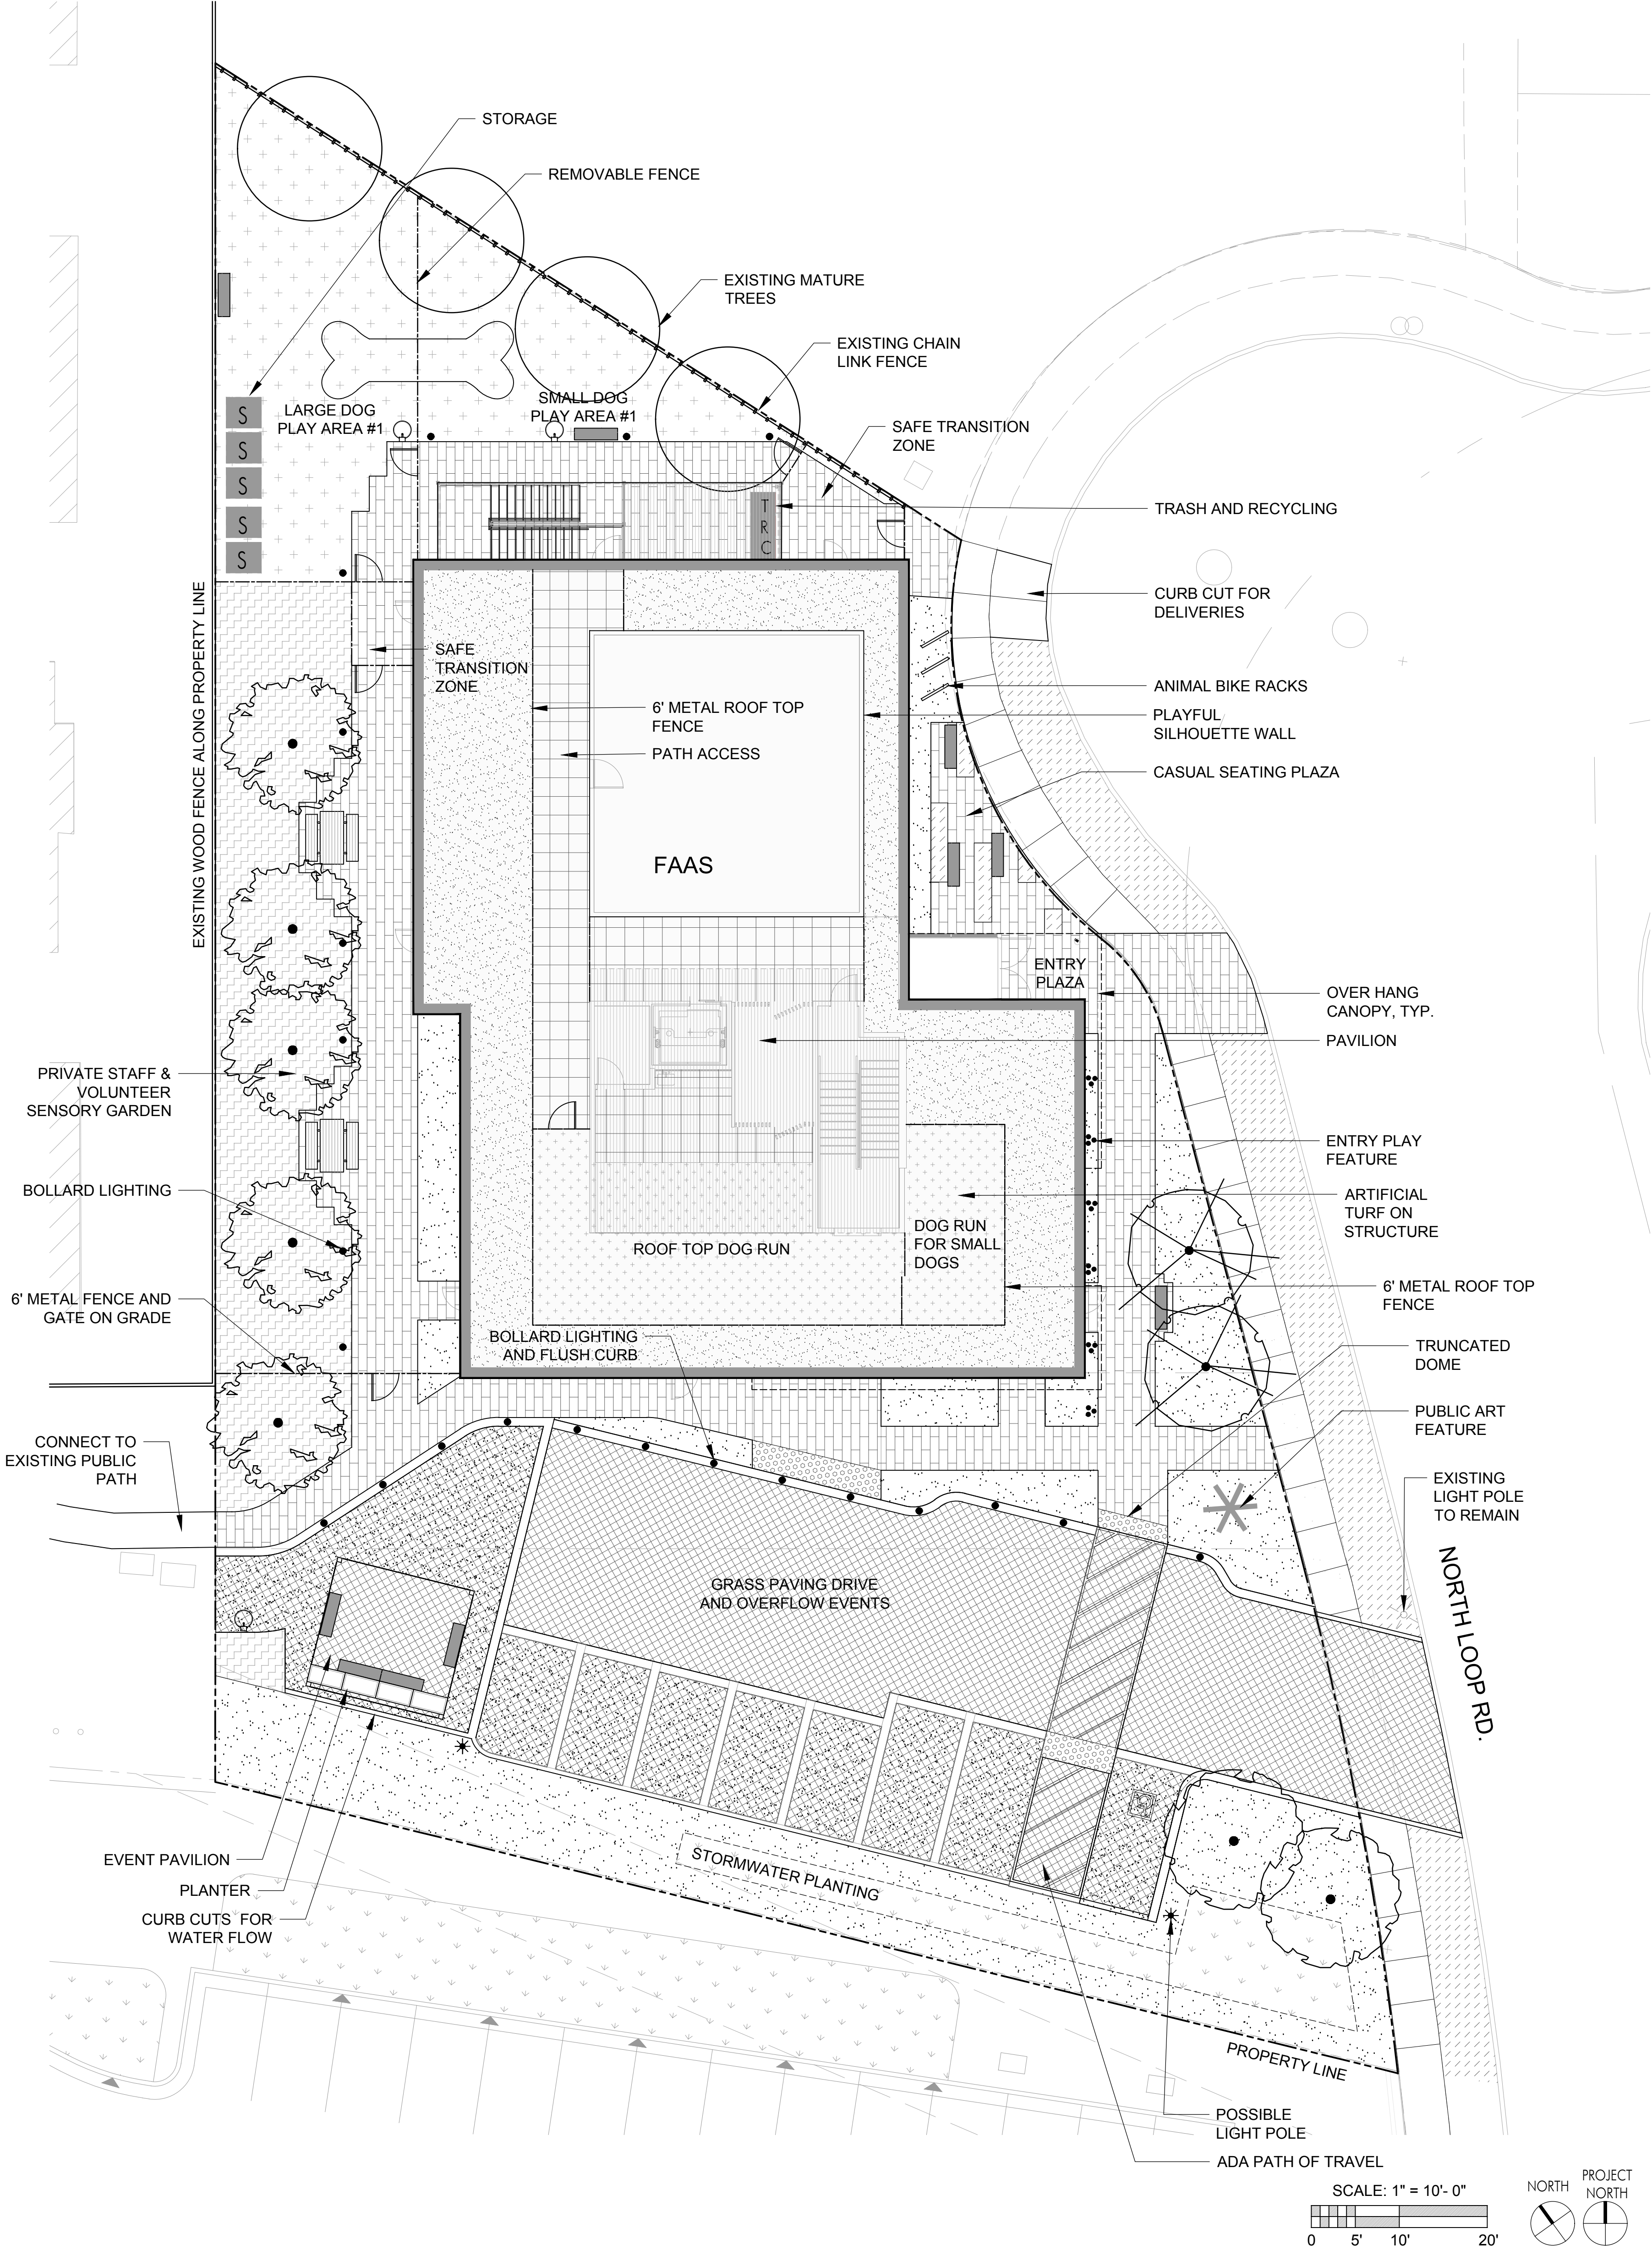 STORAGE
REMOVABLE FENCE
EXISTING MATURE
TREES
EXISTING CHAIN
LINK FENCE
LARGE DOG
PLAY AREA #1
SMALL DOG
PLAY AREA #1
SAFE TRANSITION
ZONE
S
S
S
S
S
T
R
C
TRASH AND RECYCLING
CURB CUT FOR
DELIVERIES
EXISTING WOOD FENCE ALONG PROPERTY LINE
SAFE
TRANSITION
ZONE
6' METAL ROOF TOP
FENCE
PATH ACCESS
ANIMAL BIKE RACKS
PLAYFUL
SILHOUETTE WALL
CASUAL SEATING PLAZA
FAAS
ENTRY
PLAZA
OVER HANG
CANOPY, TYP.
PAVILION
PRIVATE STAFF &
VOLUNTEER
SENSORY GARDEN
ENTRY PLAY
FEATURE
BOLLARD LIGHTING
ARTIFICIAL
TURF ON
STRUCTURE
ROOF TOP DOG RUN
DOG RUN
FOR SMALL
DOGS
6' METAL FENCE AND
GATE ON GRADE
6' METAL ROOF TOP
FENCE
BOLLARD LIGHTING
AND FLUSH CURB
TRUNCATED
DOME
PUBLIC ART
FEATURE
CONNECT TO
EXISTING PUBLIC
PATH
EXISTING
LIGHT POLE
TO REMAIN
GRASS PAVING DRIVE
AND OVERFLOW EVENTS
NORTH LOOP RD.
EVENT PAVILION
PLANTER
CURB CUTS FOR
WATER FLOW
STORMWATER PLANTING
PROPERTY LINE
POSSIBLE
LIGHT POLE
ADA PATH OF TRAVEL
SCALE: 1" = 10'- 0"
0 5' 10' 20'
NORTH
PROJECT
NORTH